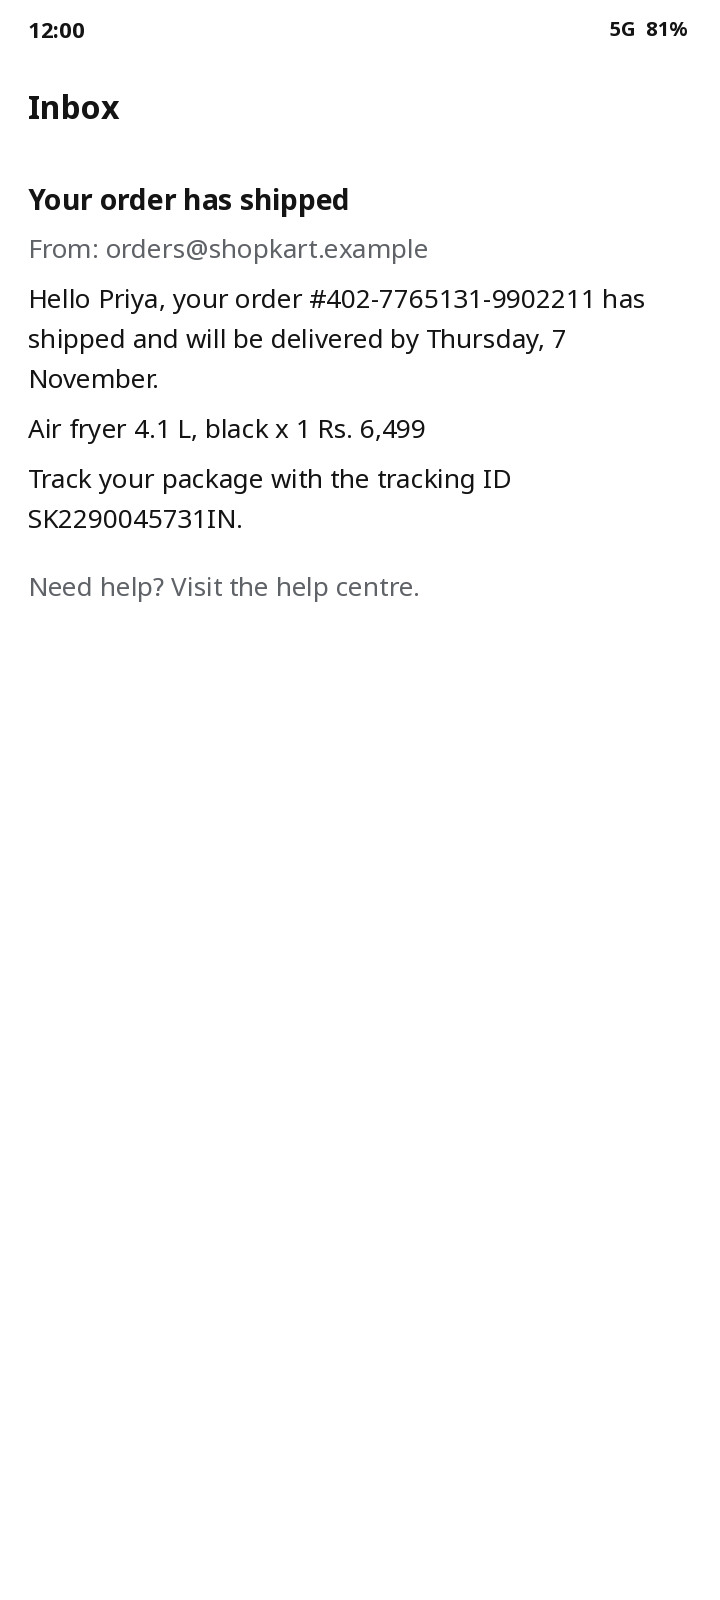 12:00
5G 81%
Inbox
Your order has shipped
From: orders@shopkart.example
Hello Priya, your order #402-7765131-9902211 has
shipped and will be delivered by Thursday, 7
November.
Air fryer 4.1 L, black x 1 Rs. 6,499
Track your package with the tracking ID
SK2290045731IN.
Need help? Visit the help centre.